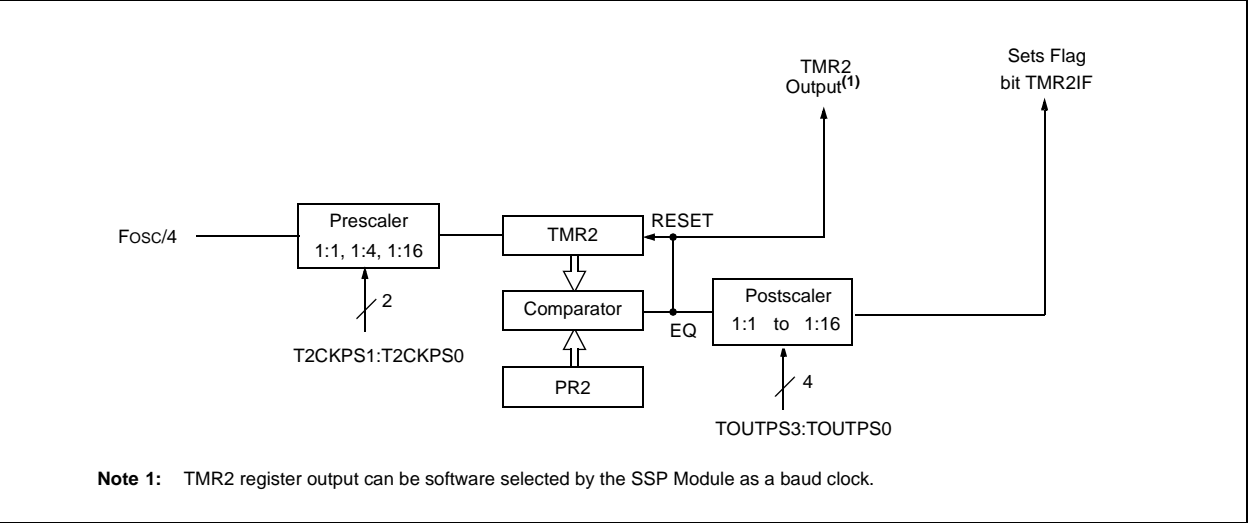 TMR2
Output(1)
Sets Flag
bit TMR2IF
FOSC/4
Prescaler
1:1, 1:4, 1:16
2
T2CKPS1:T2CKPS0
TMR2
RESET
Comparator
EQ
PR2
Postscaler
1:1 to 1:16
4
TOUTPS3:TOUTPS0
Note 1: TMR2 register output can be software selected by the SSP Module as a baud clock.